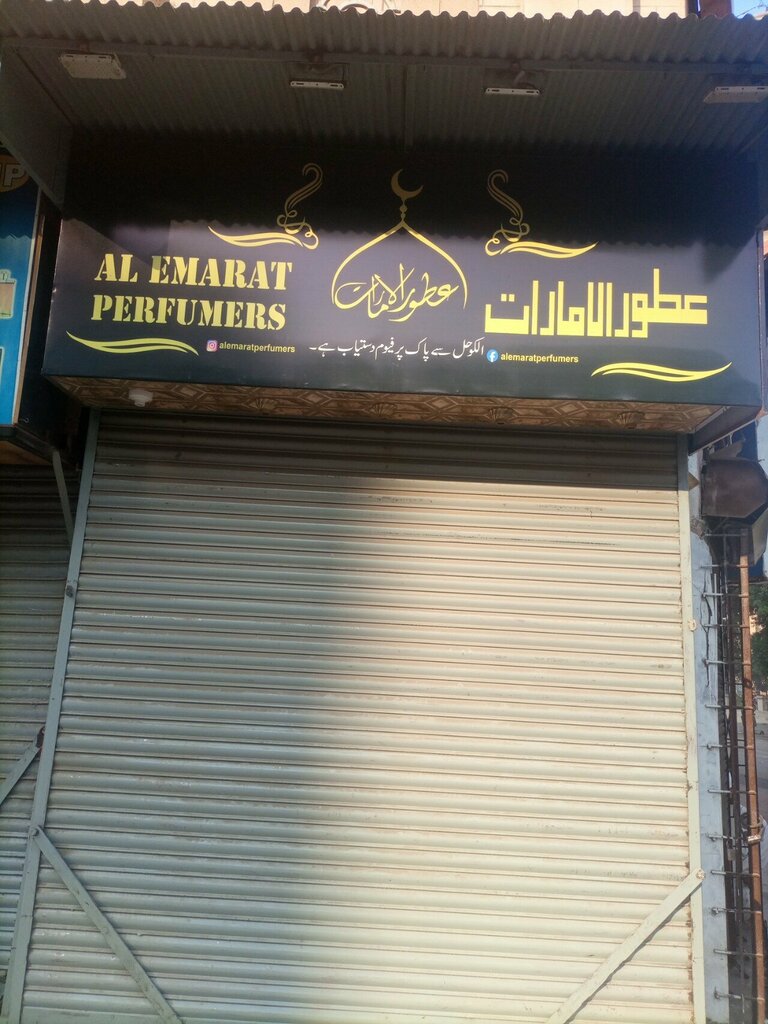 AL EMARAT
PERFUMERS
alemaratperfumers
عطور الامارات
عطور الامارات
الکوحل سے پاک پرفیوم دستیاب ہے۔
alemaratperfumers
P